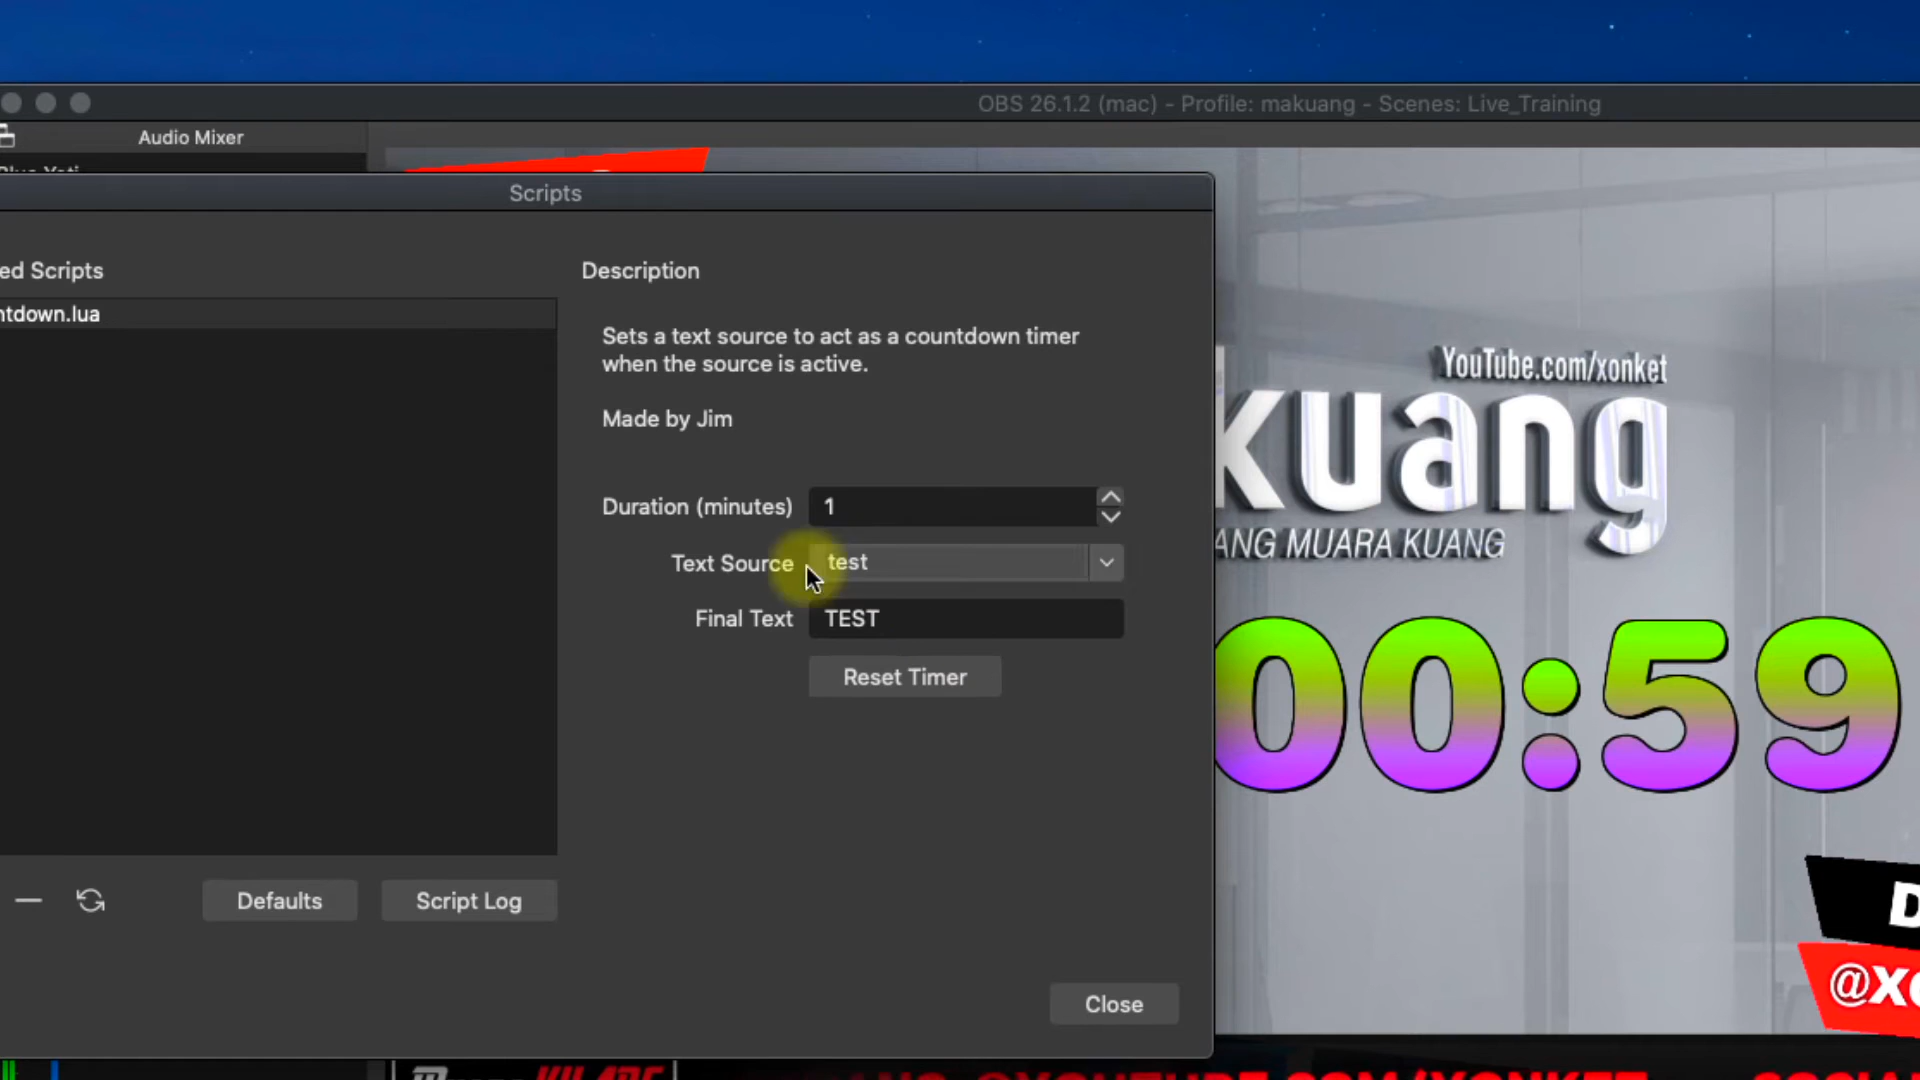 OBS 26.1.2 (mac) - Profile: makuang - Scenes: Live_Training
Audio Mixer
Scripts
ed Scripts
ntdown.lua
Description
Sets a text source to act as a countdown timer
when the source is active.
Made by Jim
Duration (minutes) 1
Text Source test
Final Text TEST
Reset Timer
Defaults
Script Log
Close
YouTube.com/xonket
kuang
ANG MUARA KUANG
00:59
D
@XO